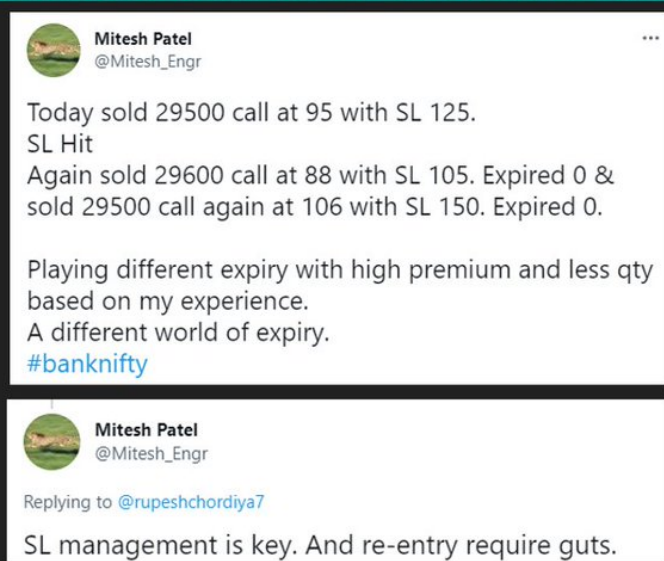 Mitesh Patel
@Mitesh_Engr
Today sold 29500 call at 95 with SL 125.
SL Hit
Again sold 29600 call at 88 with SL 105. Expired 0 &
sold 29500 call again at 106 with SL 150. Expired 0.
Playing different expiry with high premium and less qty
based on my experience.
A different world of expiry.
#banknifty
Mitesh Patel
@Mitesh_Engr
Replying to @rupeshchordiya7
SL management is key. And re-entry require guts.